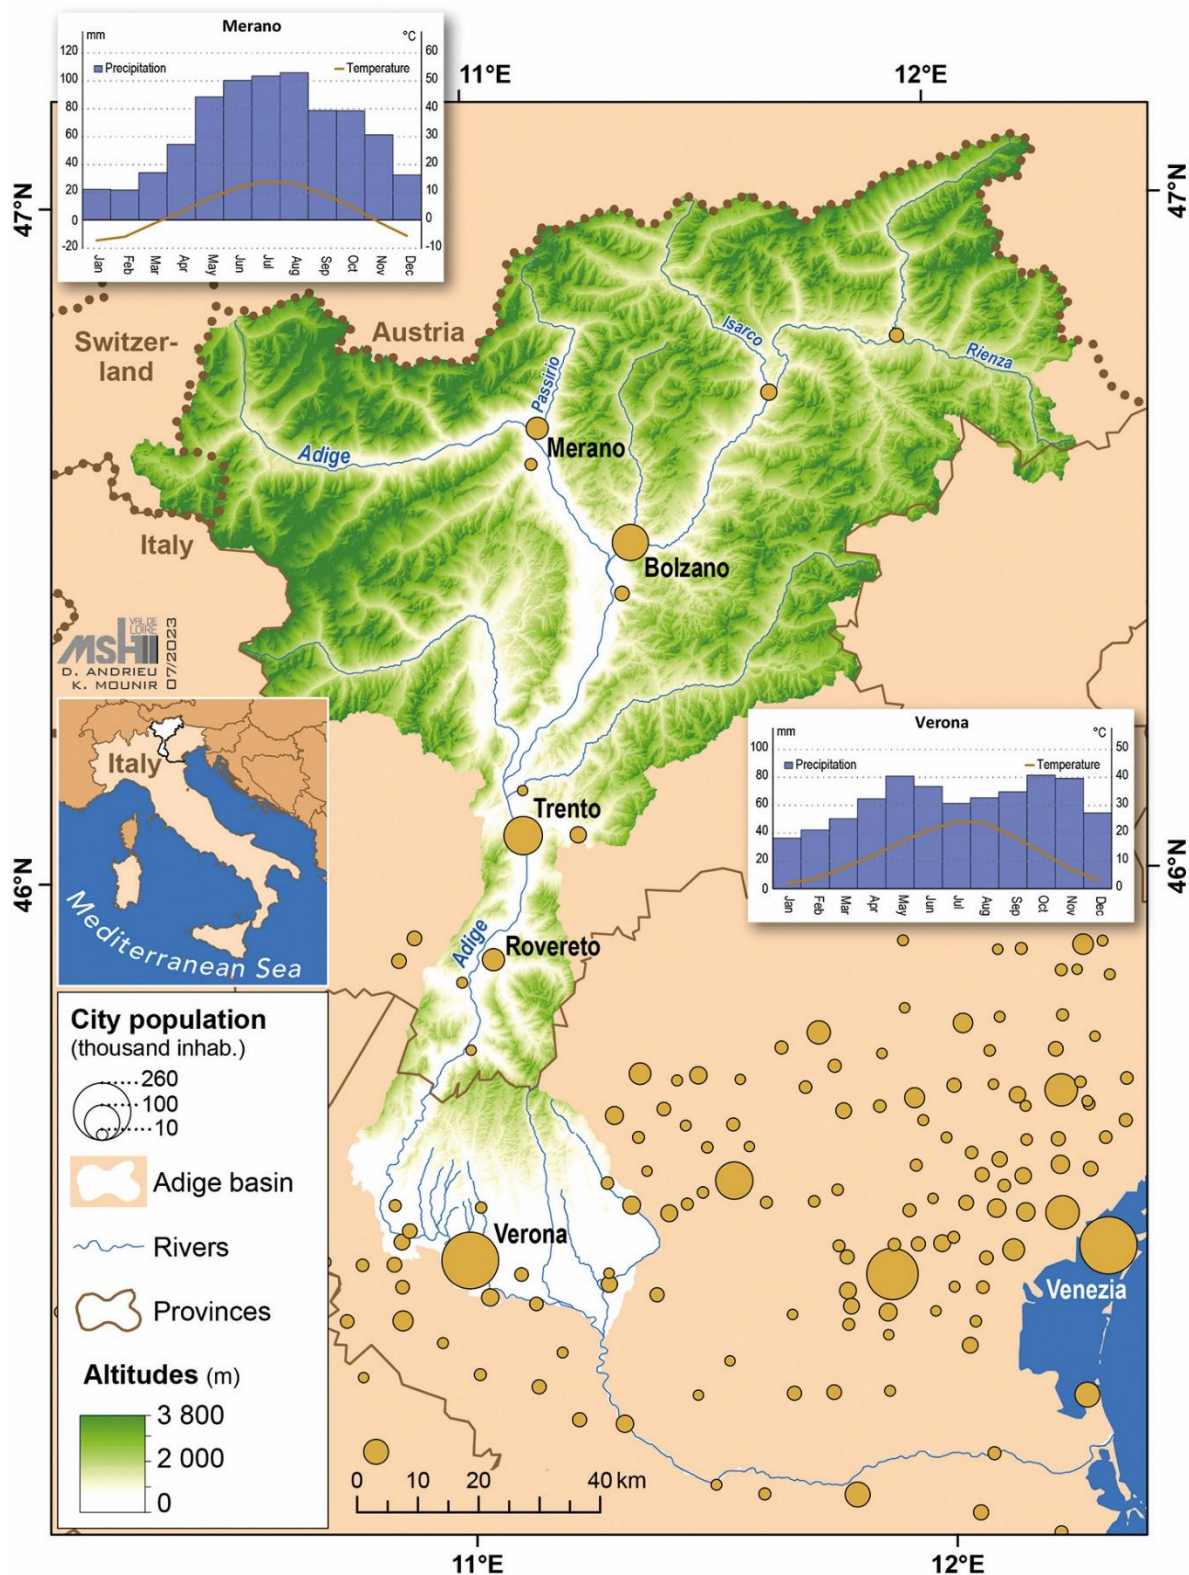 Merano
mm
°C
120
100
80
60
40
20
0
-20
60
50
40
30
20
10
0
-10
Precipitation
Temperature
Jan
Feb
Mar
Apr
May
Jun
Jul
Aug
Sep
Oct
Nov
Dec
11°E
12°E
47°N
47°N
Switzer-
land
Austria
Italy
Passirio
Isarco
Rienza
Adige
Merano
Bolzano
VAL DE
LOIRE
MSH
D. ANDRIEU
K. MOUNIR
07/2023
Italy
Mediterranean Sea
Verona
mm
°C
100
80
60
40
20
0
50
40
30
20
10
0
Precipitation
Temperature
Jan
Feb
Mar
Apr
May
Jun
Jul
Aug
Sep
Oct
Nov
Dec
Trento
46°N
46°N
Adige
Rovereto
Verona
Venezia
City population
(thousand inhab.)
260
100
10
Adige basin
Rivers
Provinces
Altitudes (m)
3 800
2 000
0
0 10 20 40 km
11°E
12°E